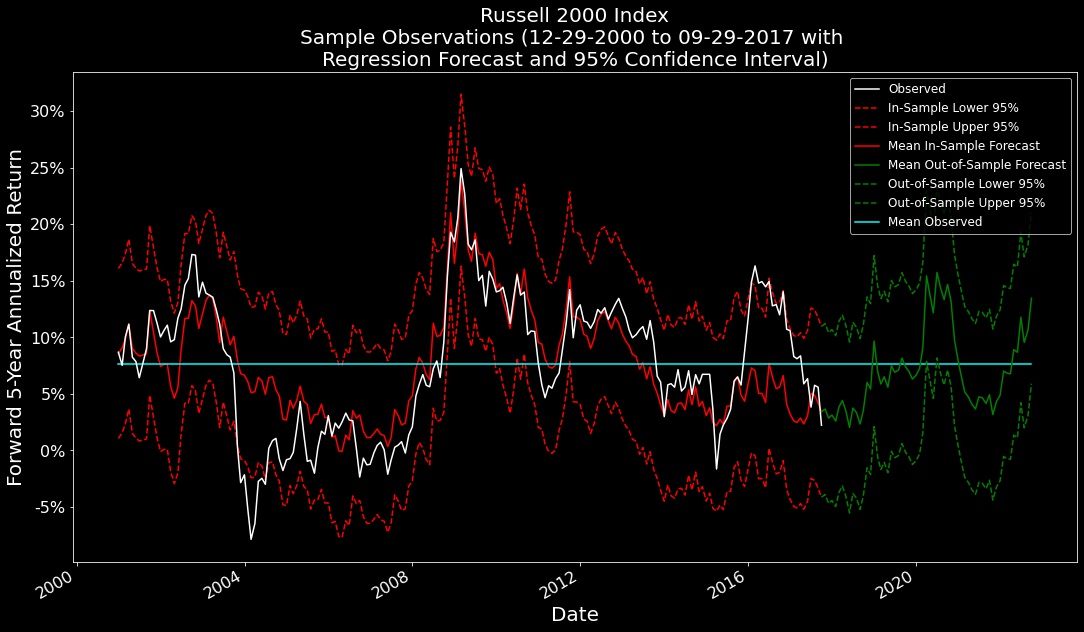 Russell 2000 Index
Sample Observations (12-29-2000 to 09-29-2017 with
Regression Forecast and 95% Confidence Interval)
Observed
In-Sample Lower 95%
In-Sample Upper 95%
Mean In-Sample Forecast
Mean Out-of-Sample Forecast
Out-of-Sample Lower 95%
Out-of-Sample Upper 95%
Mean Observed
Forward 5-Year Annualized Return
30%
25%
20%
15%
10%
5%
0%
-5%
2000
2004
2008
2012
2016
2020
Date